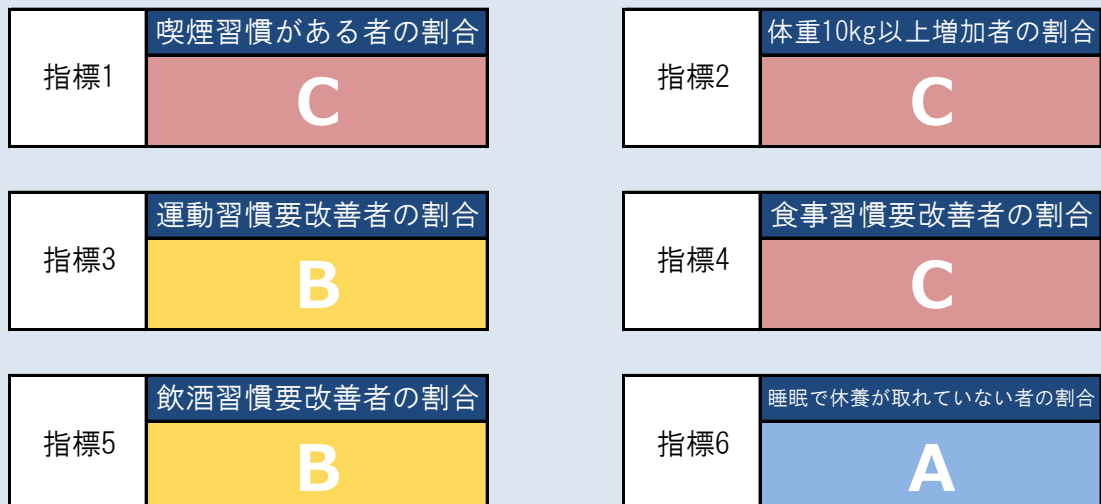 喫煙習慣がある者の割合
指標1
C
体重10kg以上増加者の割合
指標2
C
運動習慣要改善者の割合
指標3
B
食事習慣要改善者の割合
指標4
C
飲酒習慣要改善者の割合
指標5
B
睡眠で休養が取れていない者の割合
指標6
A